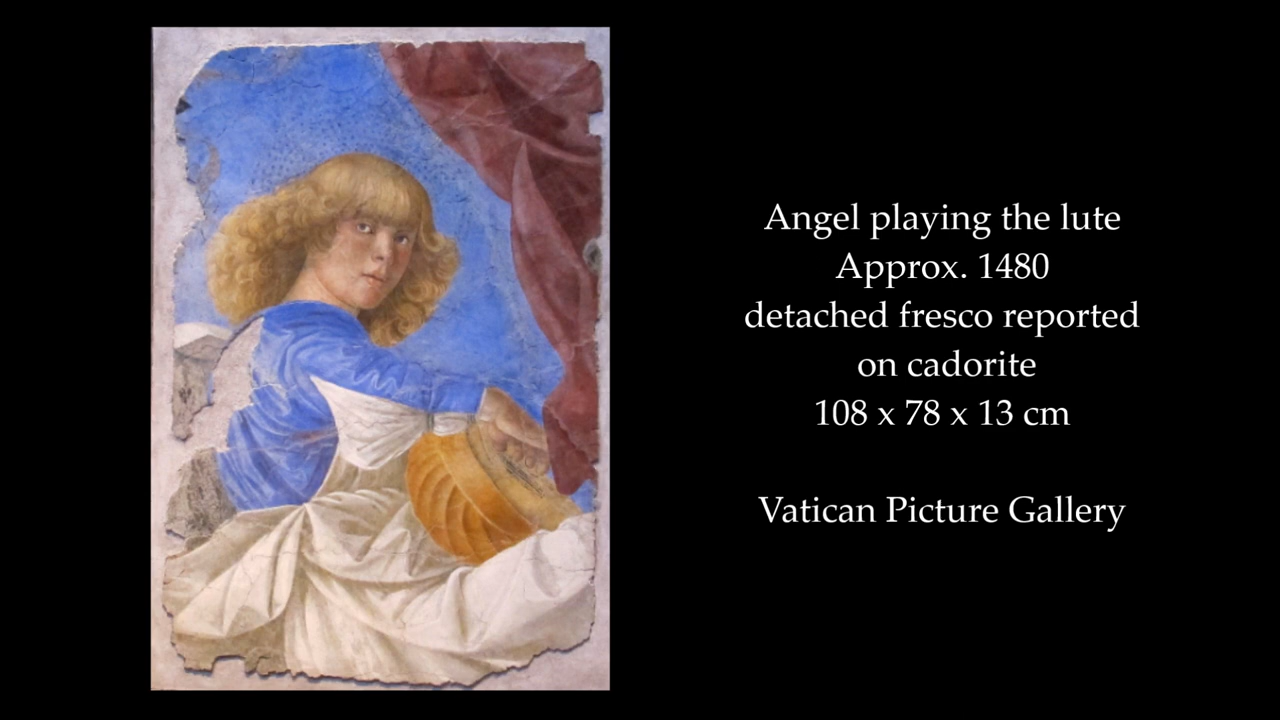 Angel playing the lute
Approx. 1480
detached fresco reported
on cadorite
108 x 78 x 13 cm
Vatican Picture Gallery